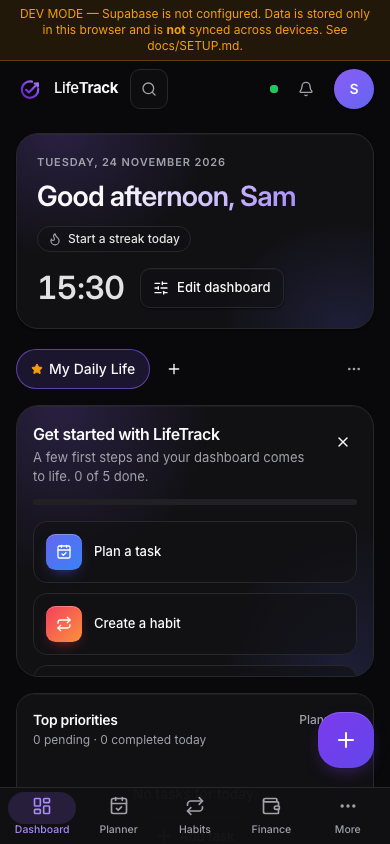 DEV MODE — Supabase is not configured. Data is stored only
in this browser and is not synced across devices. See
docs/SETUP.md.
LifeTrack
S
TUESDAY, 24 NOVEMBER 2026
Good afternoon, Sam
Start a streak today
15:30
Edit dashboard
My Daily Life
Get started with LifeTrack
A few first steps and your dashboard comes
to life. 0 of 5 done.
Plan a task
Create a habit
Top priorities
0 pending · 0 completed today
Dashboard
Planner
Habits
Finance
More